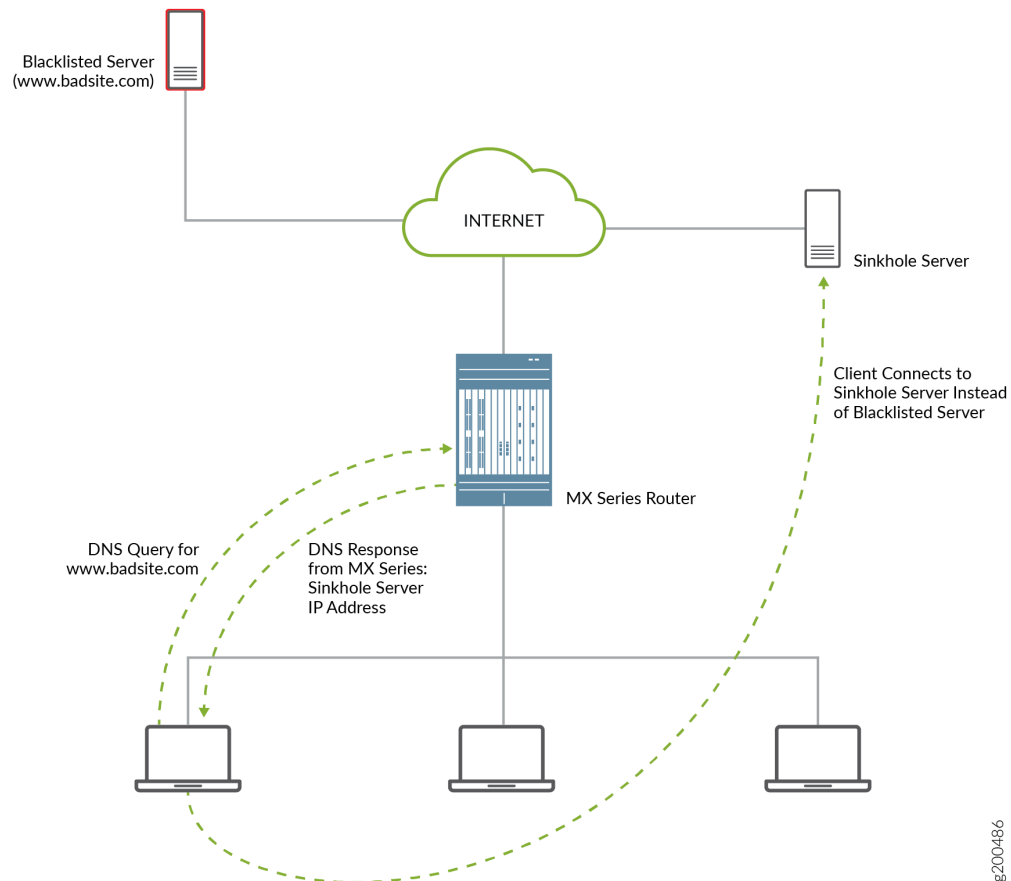 Blacklisted Server
(www.badsite.com)
INTERNET
Sinkhole Server
Client Connects to
Sinkhole Server Instead
of Blacklisted Server
MX Series Router
DNS Query for
www.badsite.com
DNS Response
from MX Series:
Sinkhole Server
IP Address
g200486